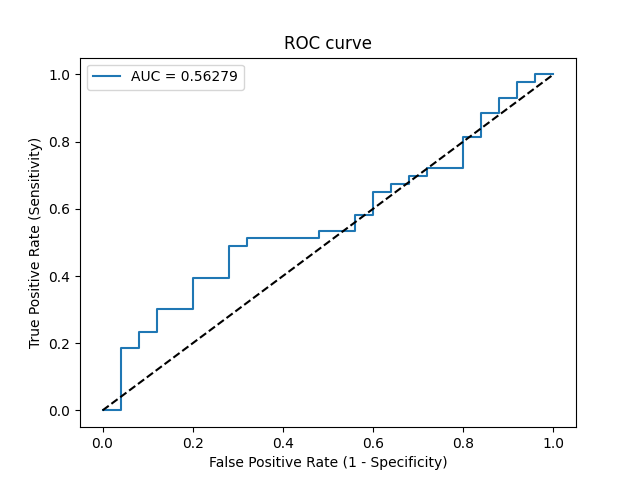 ROC curve
AUC = 0.56279
True Positive Rate (Sensitivity)
1.0
0.8
0.6
0.4
0.2
0.0
0.0 0.2 0.4 0.6 0.8 1.0
False Positive Rate (1 - Specificity)